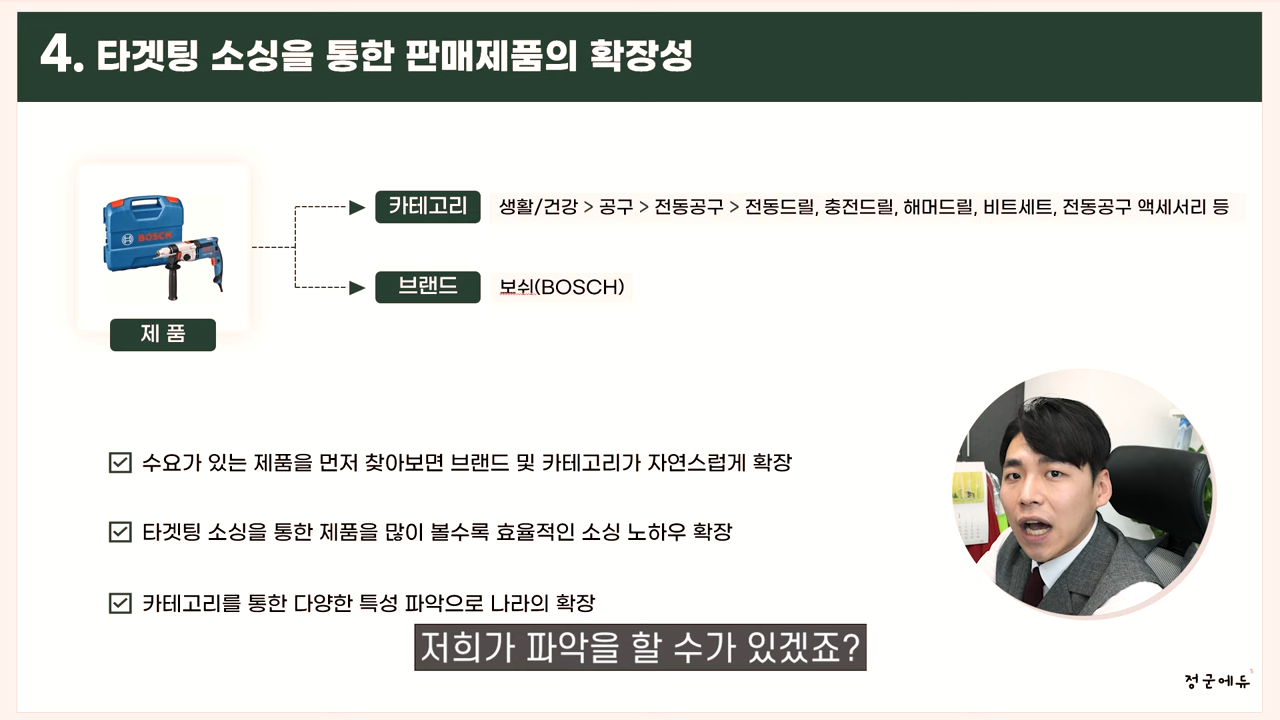 4. 타겟팅 소싱을 통한 판매제품의 확장성
BOSCH
제 품
카테고리
생활/건강 > 공구 > 전동공구 > 전동드릴, 충전드릴, 해머드릴, 비트세트, 전동공구 액세서리 등
브랜드
보쉬(BOSCH)
수요가 있는 제품을 먼저 찾아보면 브랜드 및 카테고리가 자연스럽게 확장
타겟팅 소싱을 통한 제품을 많이 볼수록 효율적인 소싱 노하우 확장
카테고리를 통한 다양한 특성 파악으로 나라의 확장
저희가 파악을 할 수가 있겠죠?
정군에듀